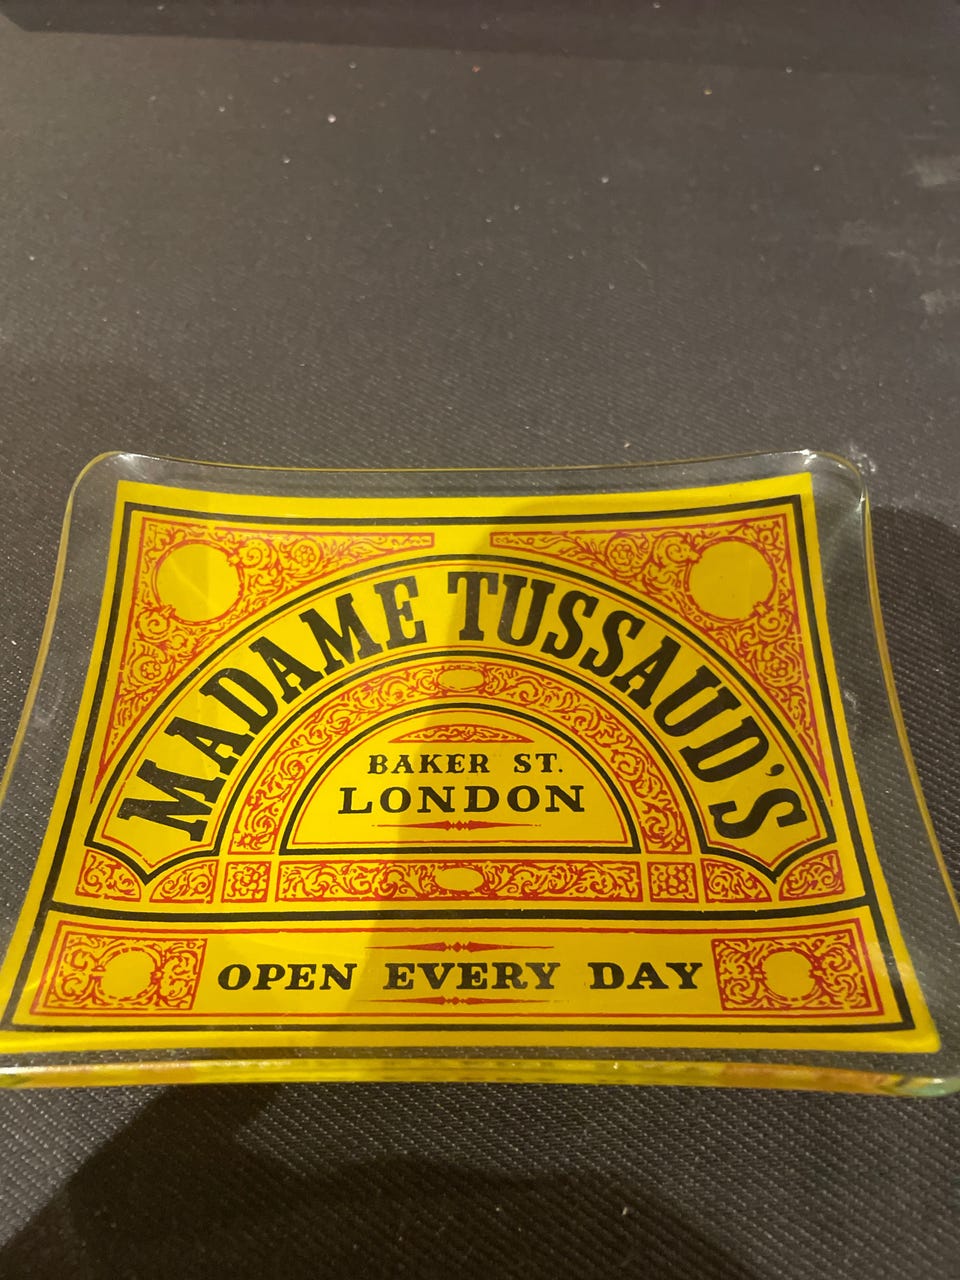 MADAME TUSSAUD'S
BAKER ST.
LONDON
OPEN EVERY DAY